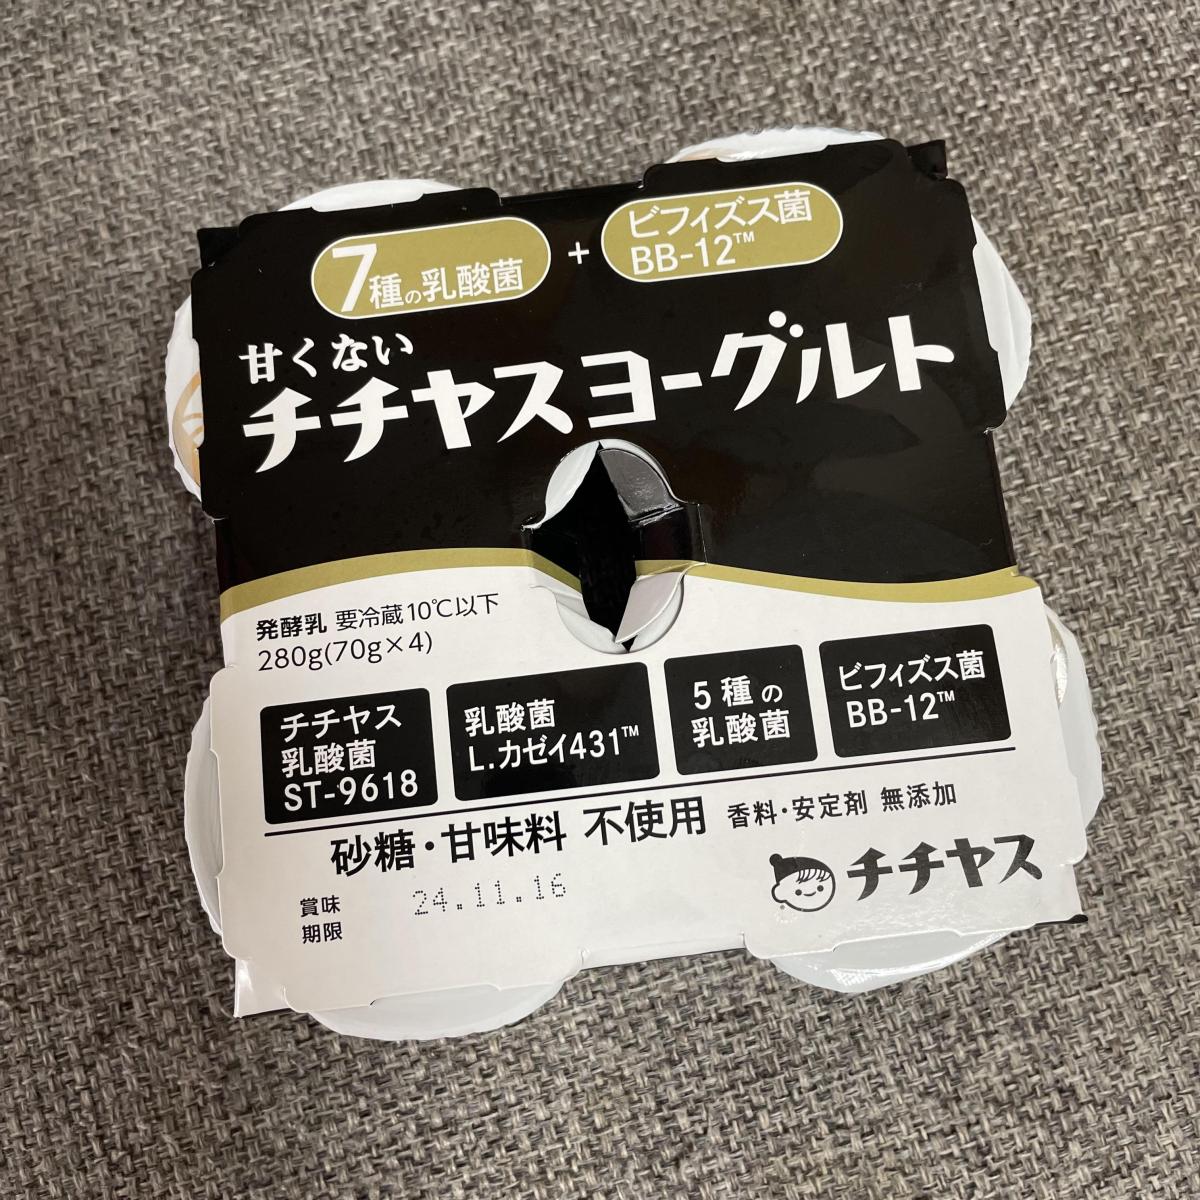 7種の乳酸菌
+
ビフィズス菌
BB-12™
甘くない
チチヤスヨーグルト
発酵乳 要冷蔵10℃以下
280g(70g×4)
チチヤス
乳酸菌
ST-9618
乳酸菌
L.カゼイ431™
5種の
乳酸菌
ビフィズス菌
BB-12™
砂糖・甘味料 不使用 香料・安定剤 無添加
賞味
期限
24.11.16
チチヤス